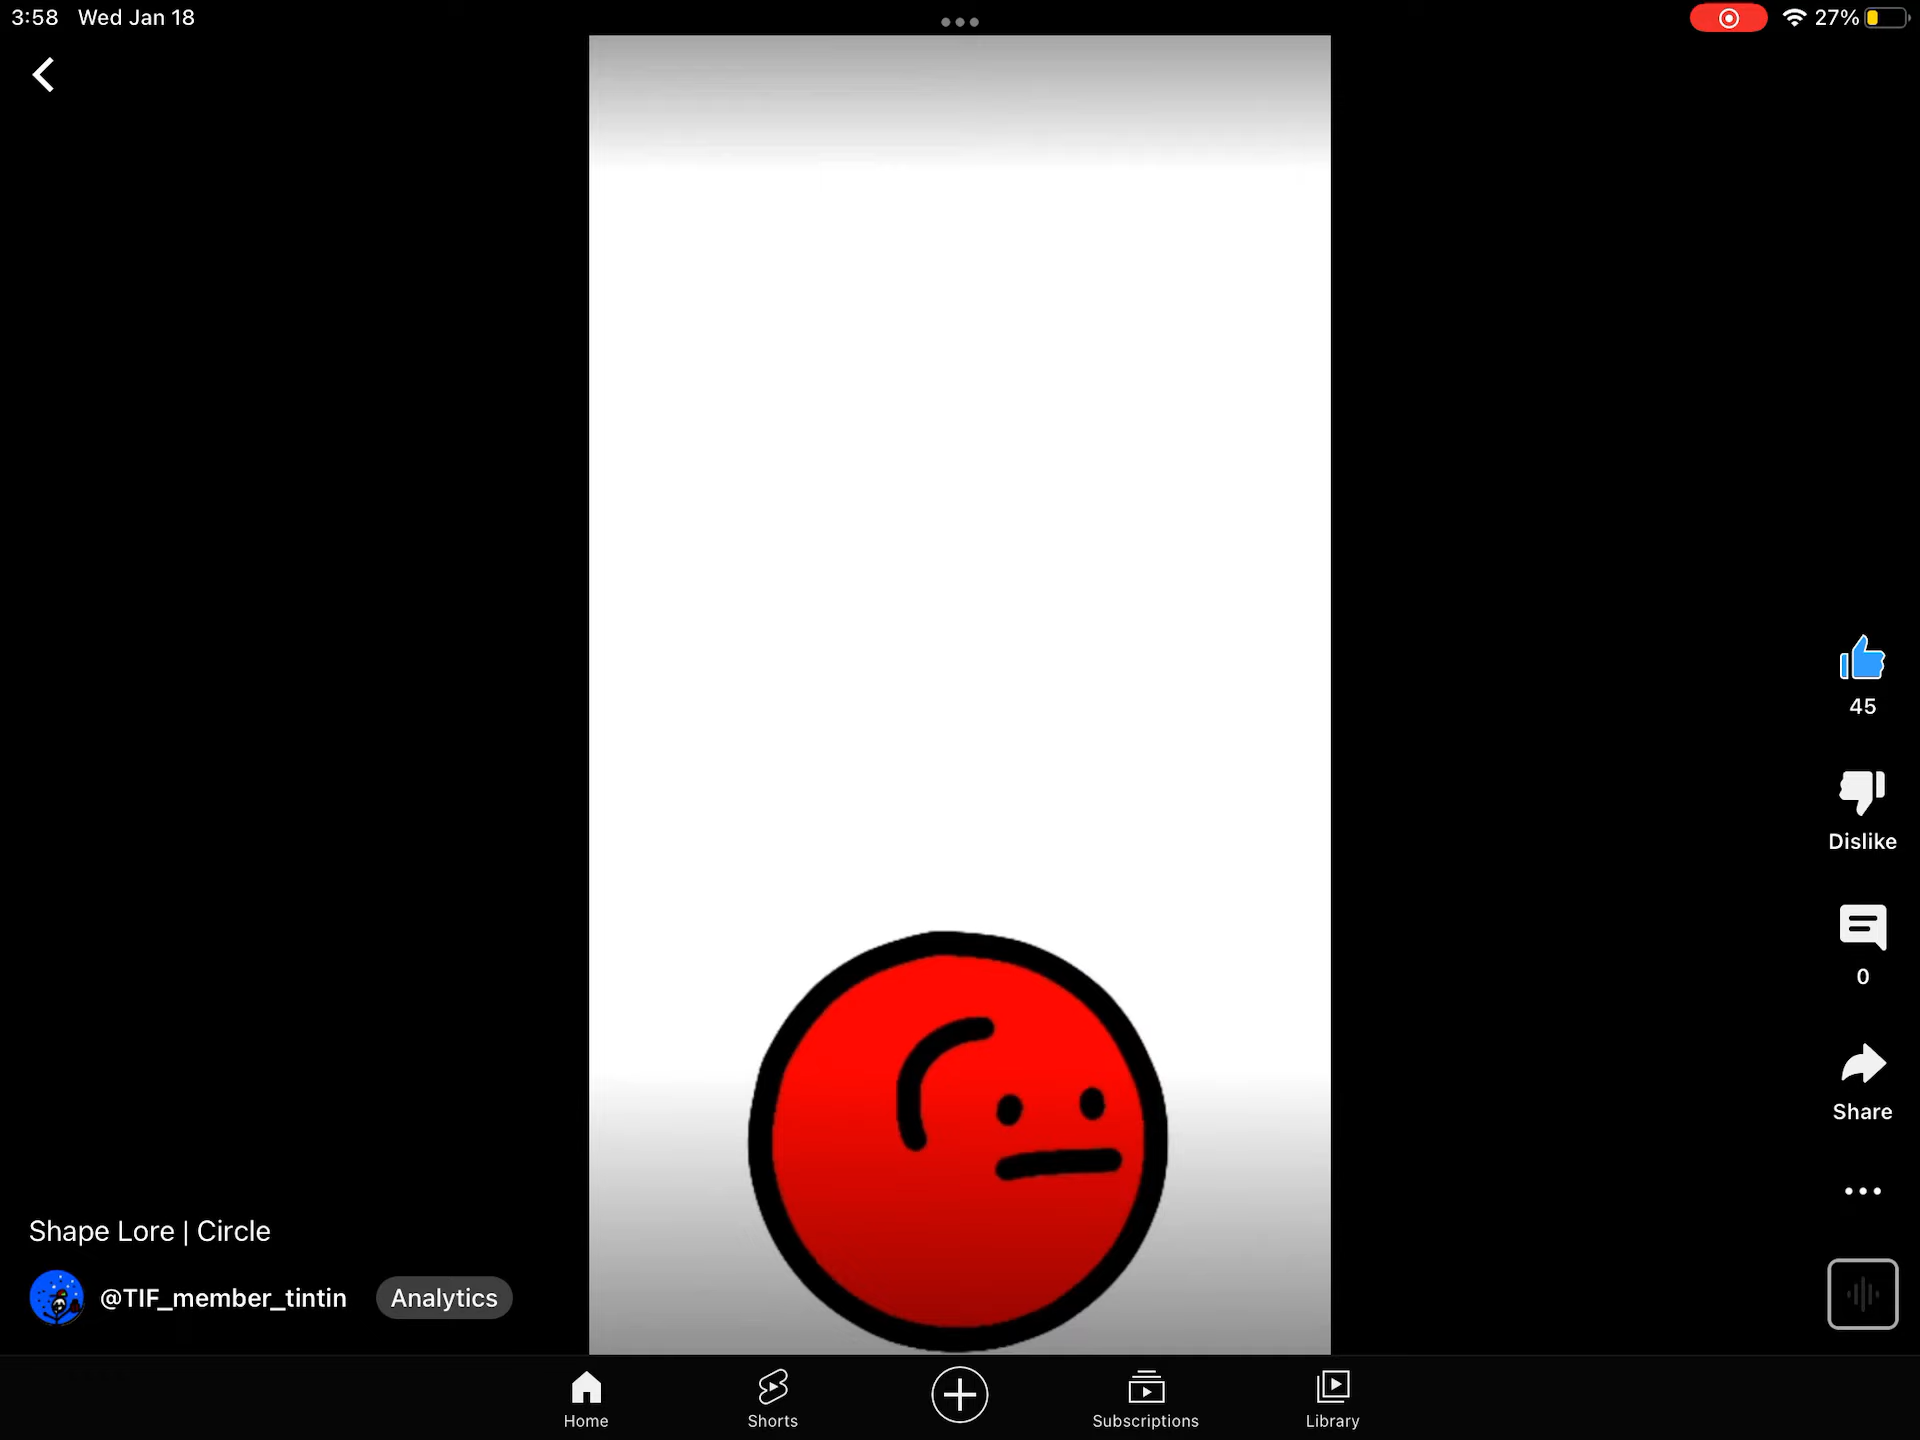 3:58 Wed Jan 18
27%
45
Dislike
0
Share
Shape Lore | Circle
@TIF_member_tintin Analytics
Home Shorts Subscriptions Library